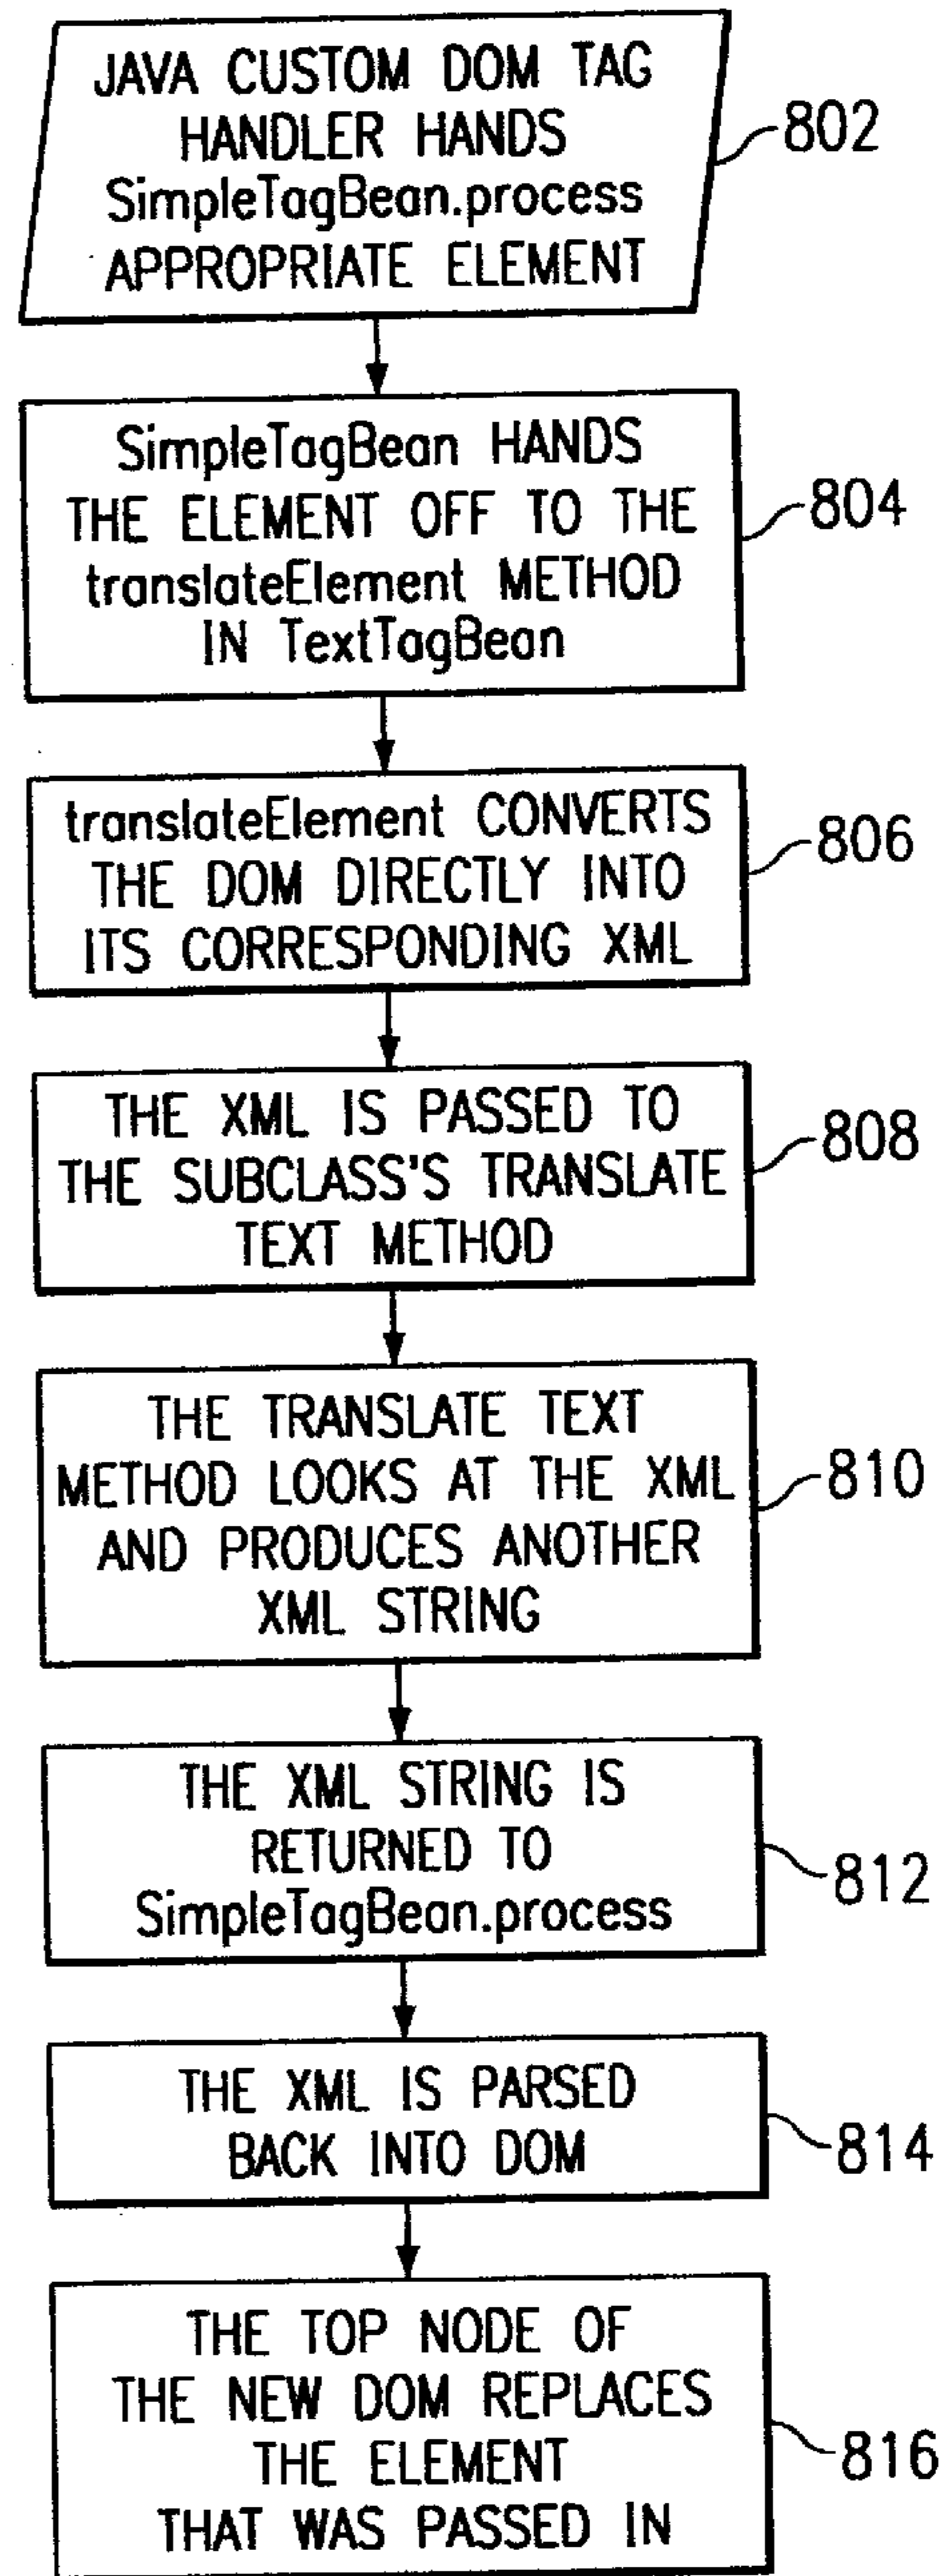 JAVA CUSTOM DOM TAG
HANDLER HANDS
SimpleTagBean.process
APPROPRIATE ELEMENT
802
SimpleTagBean HANDS
THE ELEMENT OFF TO THE
translateElement METHOD
IN TextTagBean
804
translateElement CONVERTS
THE DOM DIRECTLY INTO
ITS CORRESPONDING XML
806
THE XML IS PASSED TO
THE SUBCLASS'S TRANSLATE
TEXT METHOD
808
THE TRANSLATE TEXT
METHOD LOOKS AT THE XML
AND PRODUCES ANOTHER
XML STRING
810
THE XML STRING IS
RETURNED TO
SimpleTagBean.process
812
THE XML IS PARSED
BACK INTO DOM
814
THE TOP NODE OF
THE NEW DOM REPLACES
THE ELEMENT
THAT WAS PASSED IN
816